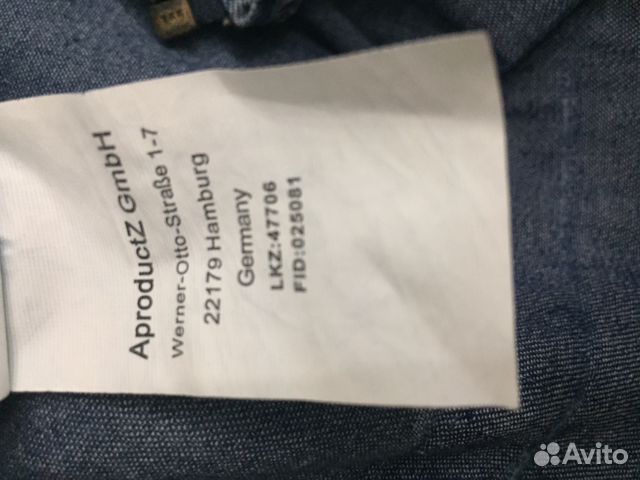 AproductZ GmbH
Werner-Otto-Straße 1-7
22179 Hamburg
Germany
LKZ:47706
FID:025081
Avito